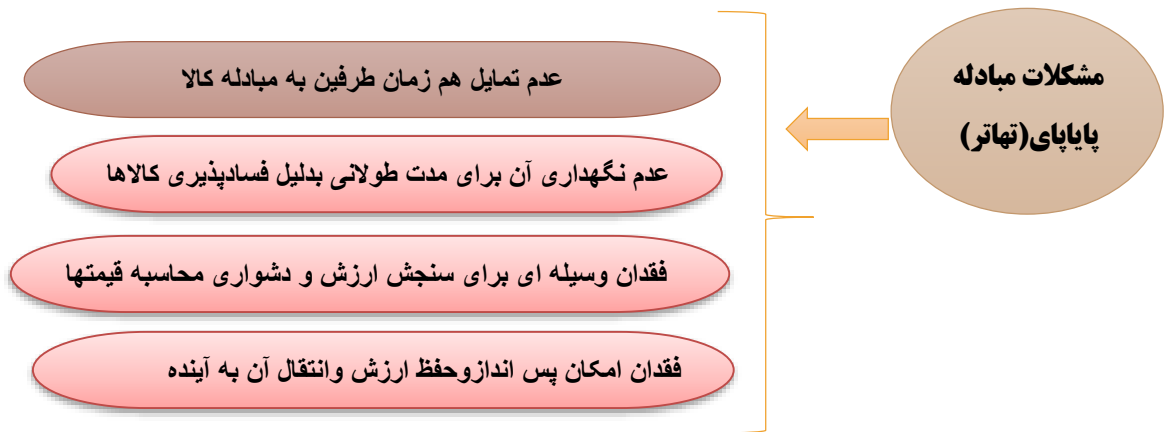 مشکلات مبادله
پایاپای(تهاتر)
عدم تمایل هم زمان طرفین به مبادله کالا
عدم نگهداری آن برای مدت طولانی بدلیل فسادپذیری کالاها
فقدان وسیله ای برای سنجش ارزش و دشواری محاسبه قیمتها
فقدان امکان پس اندازوحفظ ارزش وانتقال آن به آینده